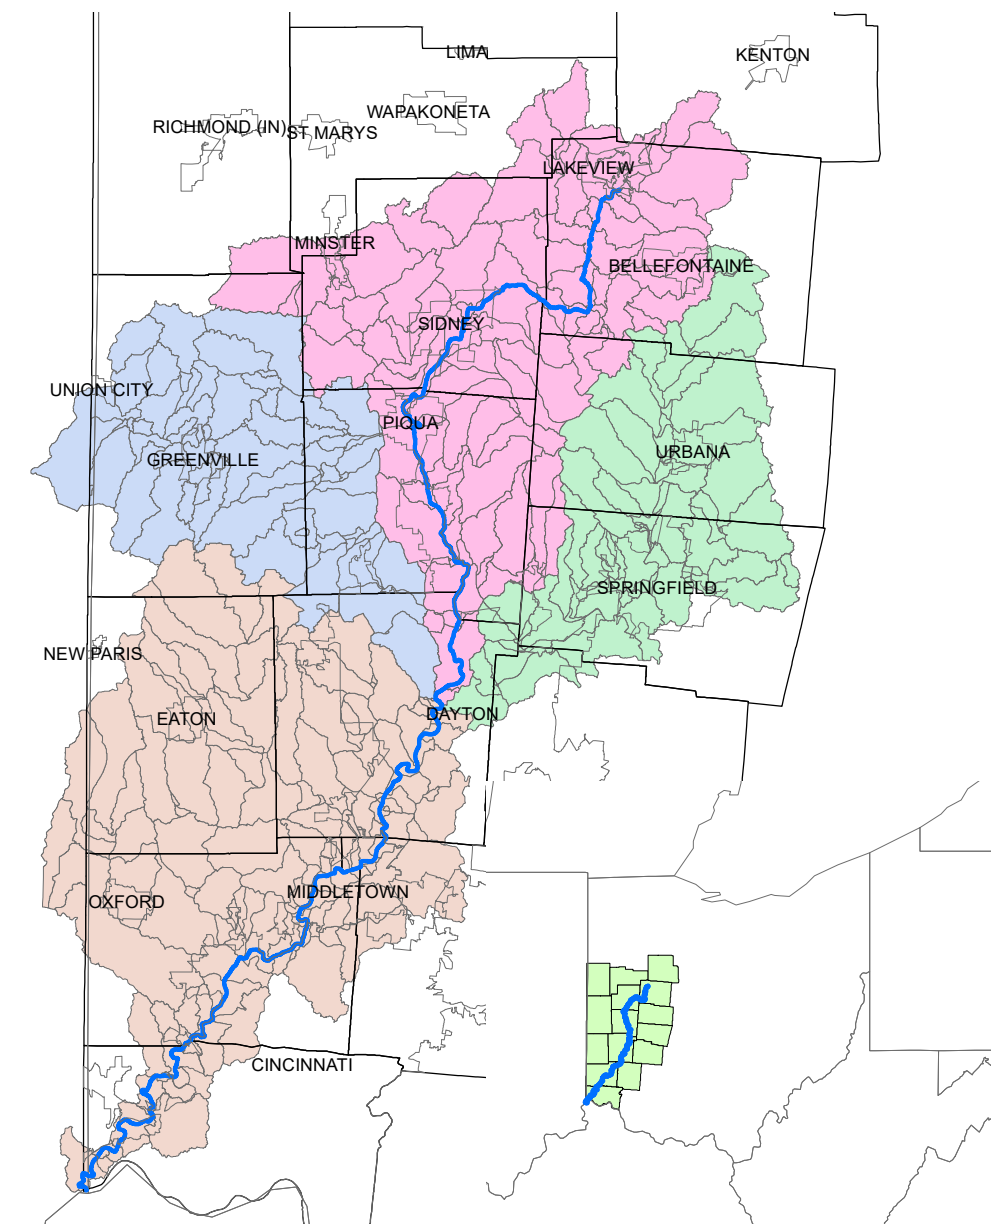 LIMA
KENTON
WAPAKONETA
RICHMOND (IN)
ST MARYS
LAKEVIEW
MINSTER
BELLEFONTAINE
SIDNEY
UNION CITY
PIQUA
URBANA
GREENVILLE
SPRINGFIELD
NEW PARIS
DAYTON
EATON
MIDDLETOWN
OXFORD
CINCINNATI